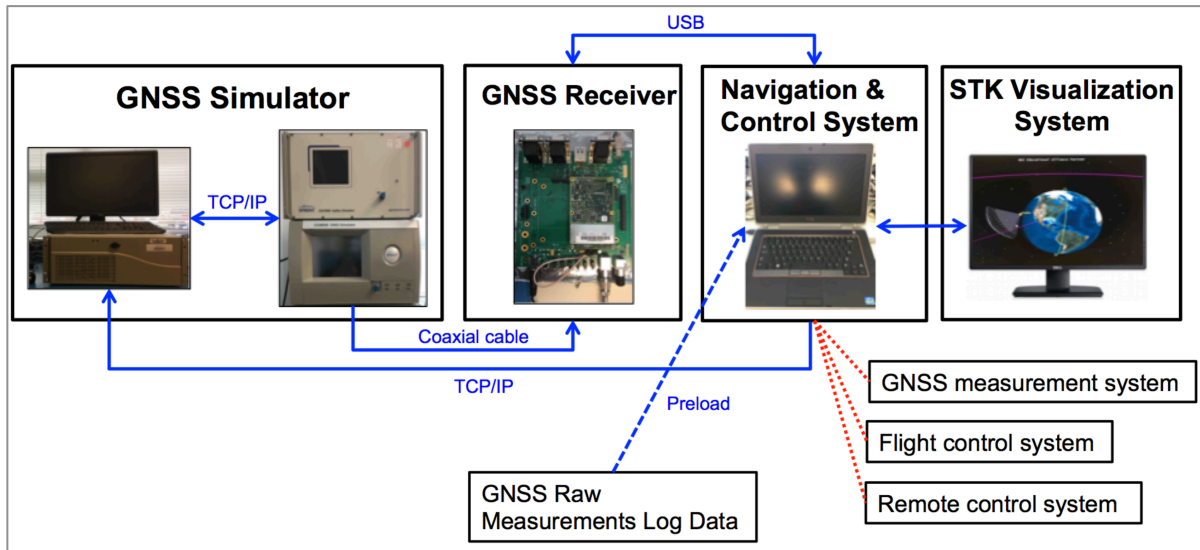 USB
GNSS Simulator
GNSS Receiver
Navigation &
Control System
STK Visualization
System
TCP/IP
Coaxial cable
TCP/IP
Preload
GNSS measurement system
Flight control system
Remote control system
GNSS Raw
Measurements Log Data